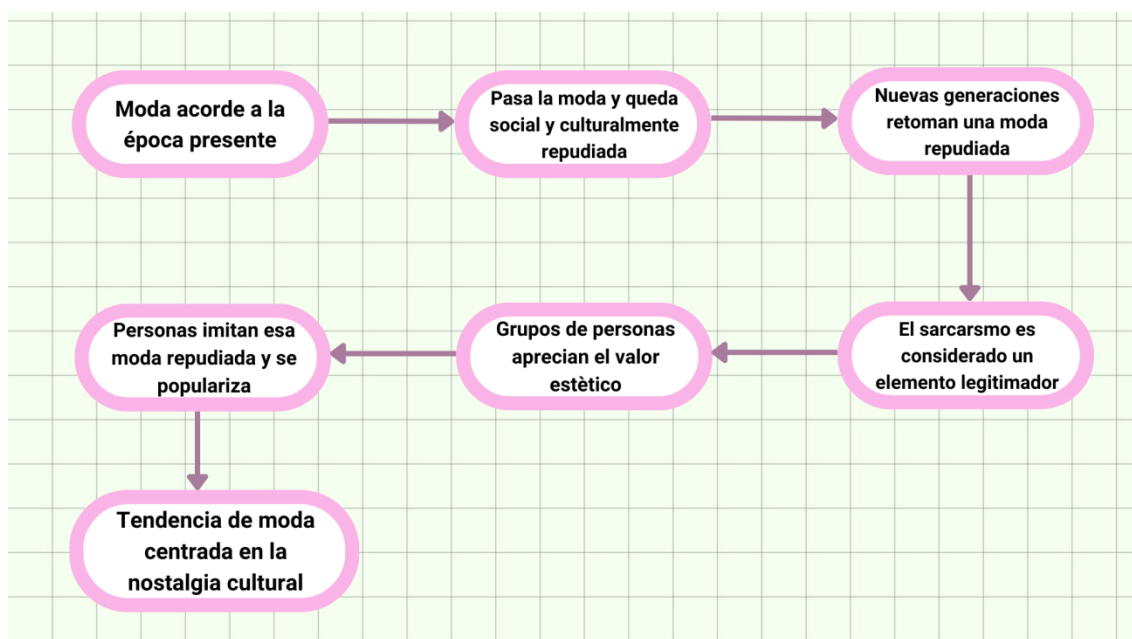 Moda acorde a la
época presente
Pasa la moda y queda
social y culturalmente
repudiada
Nuevas generaciones
retoman una moda
repudiada
El sarcarsmo es
considerado un
elemento legitimador
Grupos de personas
aprecian el valor
estètico
Personas imitan esa
moda repudiada y se
populariza
Tendencia de moda
centrada en la
nostalgia cultural